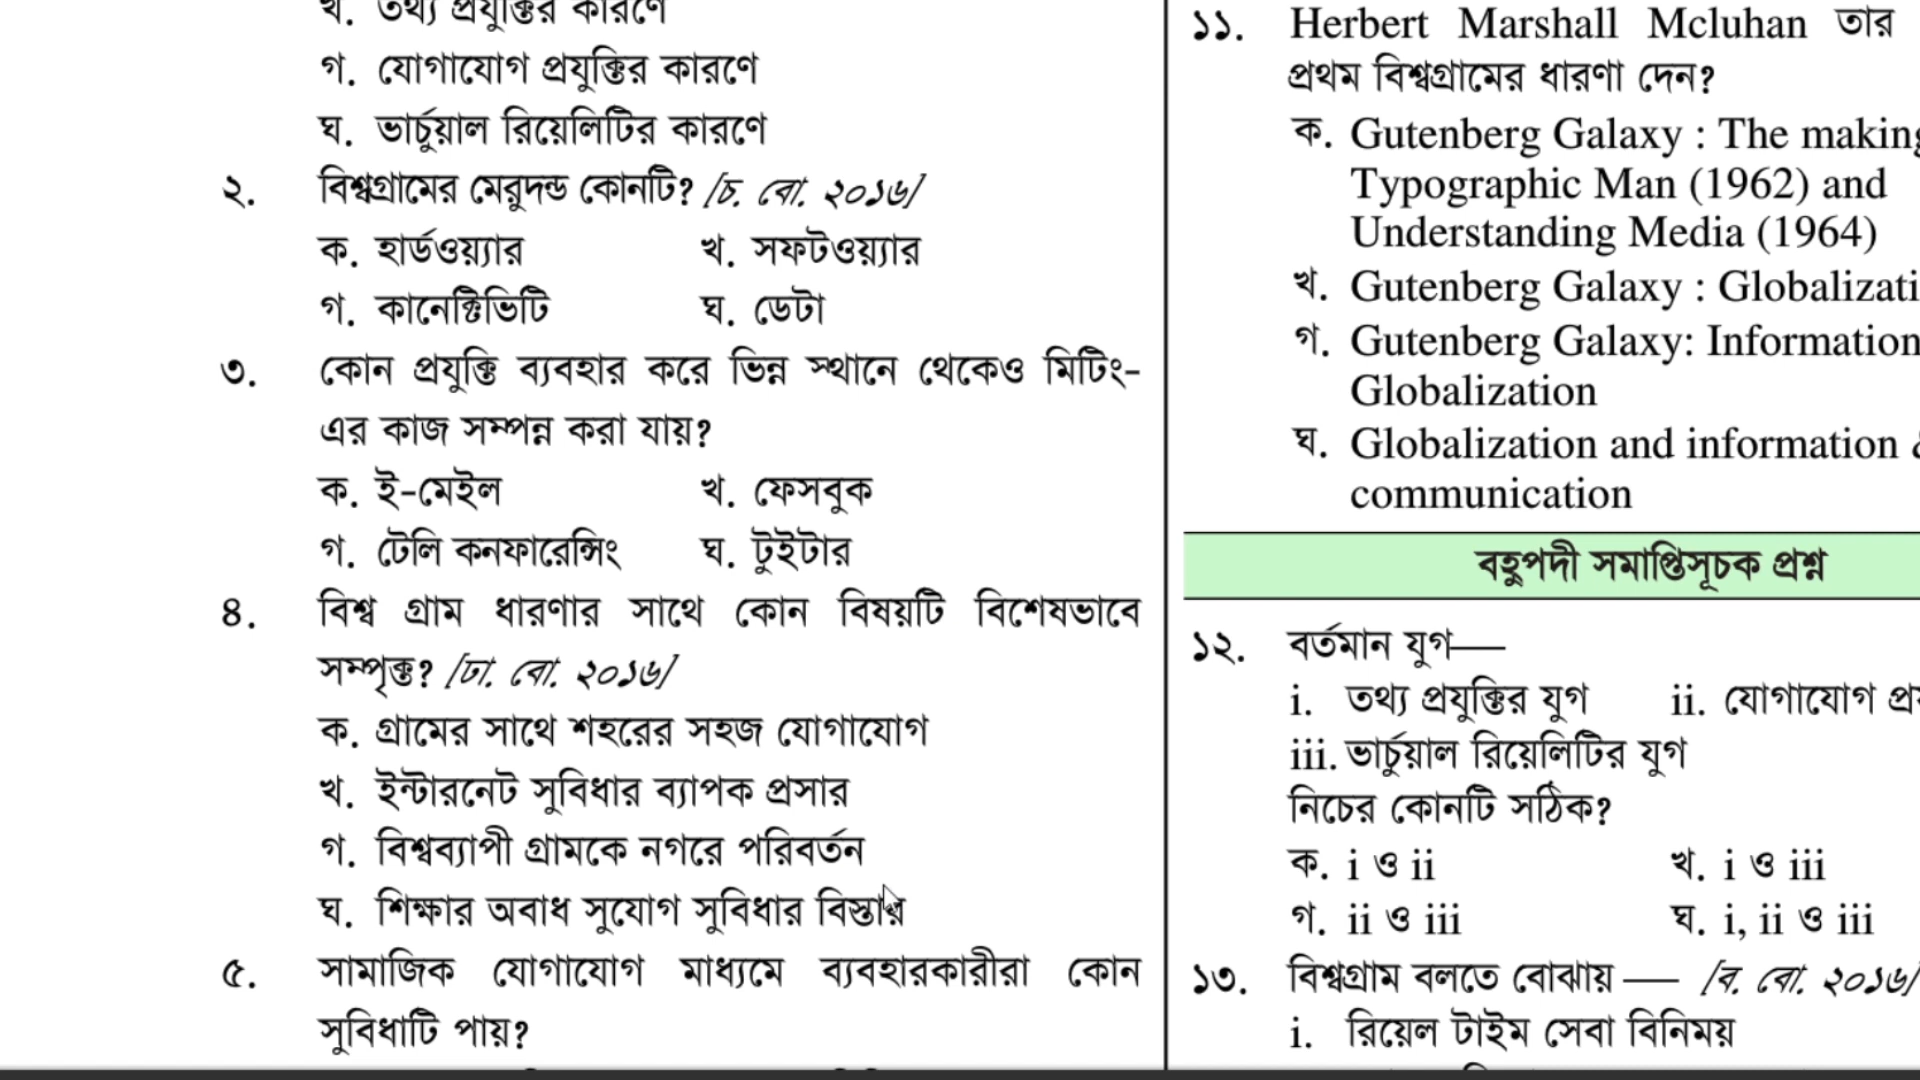 খ. তথ্য প্রযুক্তির কারণে
গ. যোগাযোগ প্রযুক্তির কারণে
ঘ. ভার্চুয়াল রিয়েলিটির কারণে
২. বিশ্বগ্রামের মেরুদন্ড কোনটি? [চ. বো. ২০১৬]
ক. হার্ডওয়্যার খ. সফটওয়্যার
গ. কানেক্টিভিটি ঘ. ডেটা
৩. কোন প্রযুক্তি ব্যবহার করে ভিন্ন স্থানে থেকেও মিটিং-
এর কাজ সম্পন্ন করা যায়?
ক. ই-মেইল খ. ফেসবুক
গ. টেলি কনফারেন্সিং ঘ. টুইটার
৪. বিশ্ব গ্রাম ধারণার সাথে কোন বিষয়টি বিশেষভাবে
সম্পৃক্ত? [ঢা. বো. ২০১৬]
ক. গ্রামের সাথে শহরের সহজ যোগাযোগ
খ. ইন্টারনেট সুবিধার ব্যাপক প্রসার
গ. বিশ্বব্যাপী গ্রামকে নগরে পরিবর্তন
ঘ. শিক্ষার অবাধ সুযোগ সুবিধার বিস্তার
৫. সামাজিক যোগাযোগ মাধ্যমে ব্যবহারকারীরা কোন
সুবিধাটি পায়?
১১. Herbert Marshall Mcluhan তার
প্রথম বিশ্বগ্রামের ধারণা দেন?
ক. Gutenberg Galaxy : The making
Typographic Man (1962) and
Understanding Media (1964)
খ. Gutenberg Galaxy : Globalizati
গ. Gutenberg Galaxy: Information
Globalization
ঘ. Globalization and information
communication
বহুপদী সমাপ্তিসূচক প্রশ্ন
১২. বর্তমান যুগ—
i. তথ্য প্রযুক্তির যুগ ii. যোগাযোগ
iii. ভার্চুয়াল রিয়েলিটির যুগ
নিচের কোনটি সঠিক?
ক. i ও ii খ. i ও iii
গ. ii ও iii ঘ. i, ii ও iii
১৩. বিশ্বগ্রাম বলতে বোঝায় — [ব. বো. ২০১৬]
i. রিয়েল টাইম সেবা বিনিময়